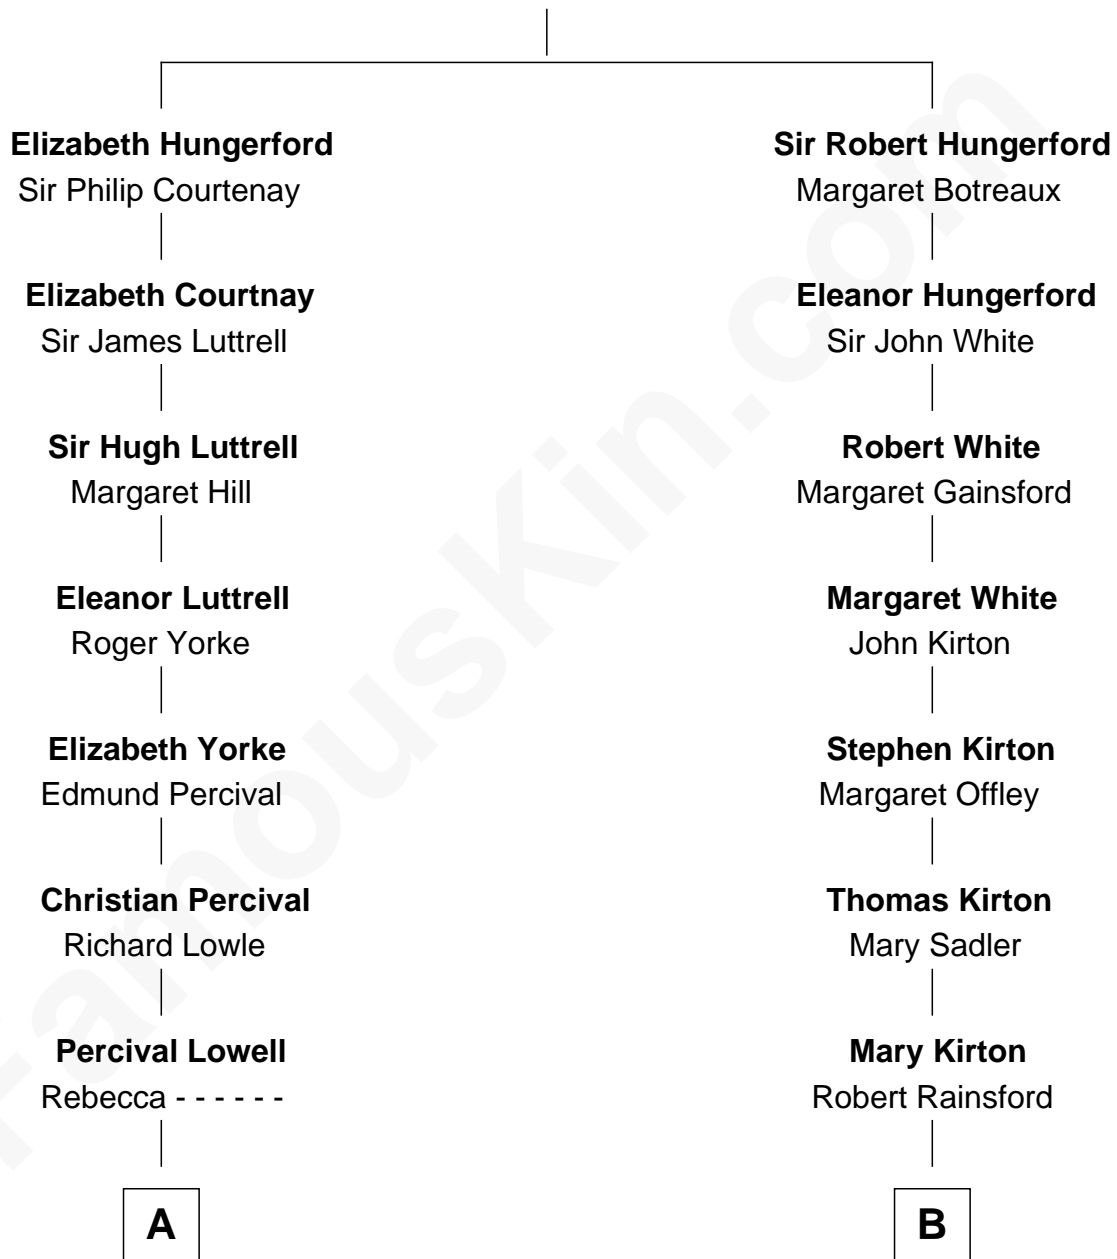 Elizabeth Hungerford
Sir Philip Courtenay
Elizabeth Courtnay
Sir James Luttrell
Sir Hugh Luttrell
Margaret Hill
Eleanor Luttrell
Roger Yorke
Elizabeth Yorke
Edmund Percival
Christian Percival
Richard Lowle
Percival Lowell
Rebecca - - - - - -
A
Sir Robert Hungerford
Margaret Botreaux
Eleanor Hungerford
Sir John White
Robert White
Margaret Gainsford
Margaret White
John Kirton
Stephen Kirton
Margaret Offley
Thomas Kirton
Mary Sadler
Mary Kirton
Robert Rainsford
B
FamousKin.com